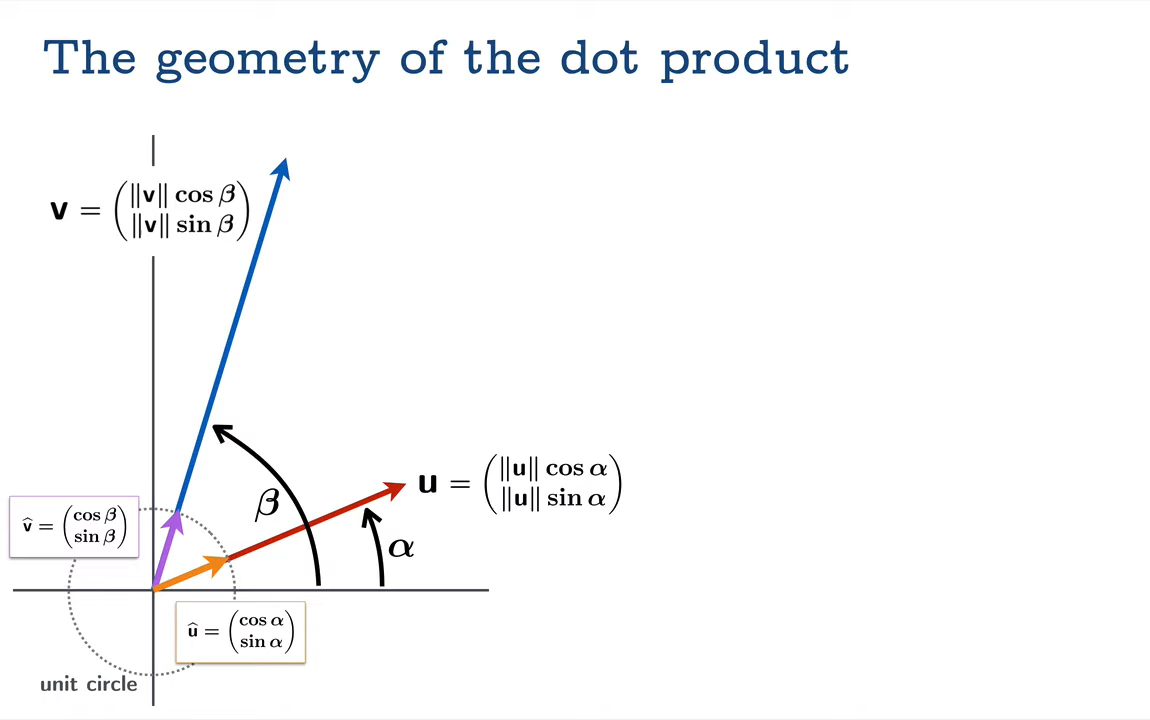 The geometry of the dot product
v = (‖v‖ cos β
‖v‖ sin β)
u = (‖u‖ cos α
‖u‖ sin α)
β
α
v̂ = (cos β
sin β)
û = (cos α
sin α)
unit circle